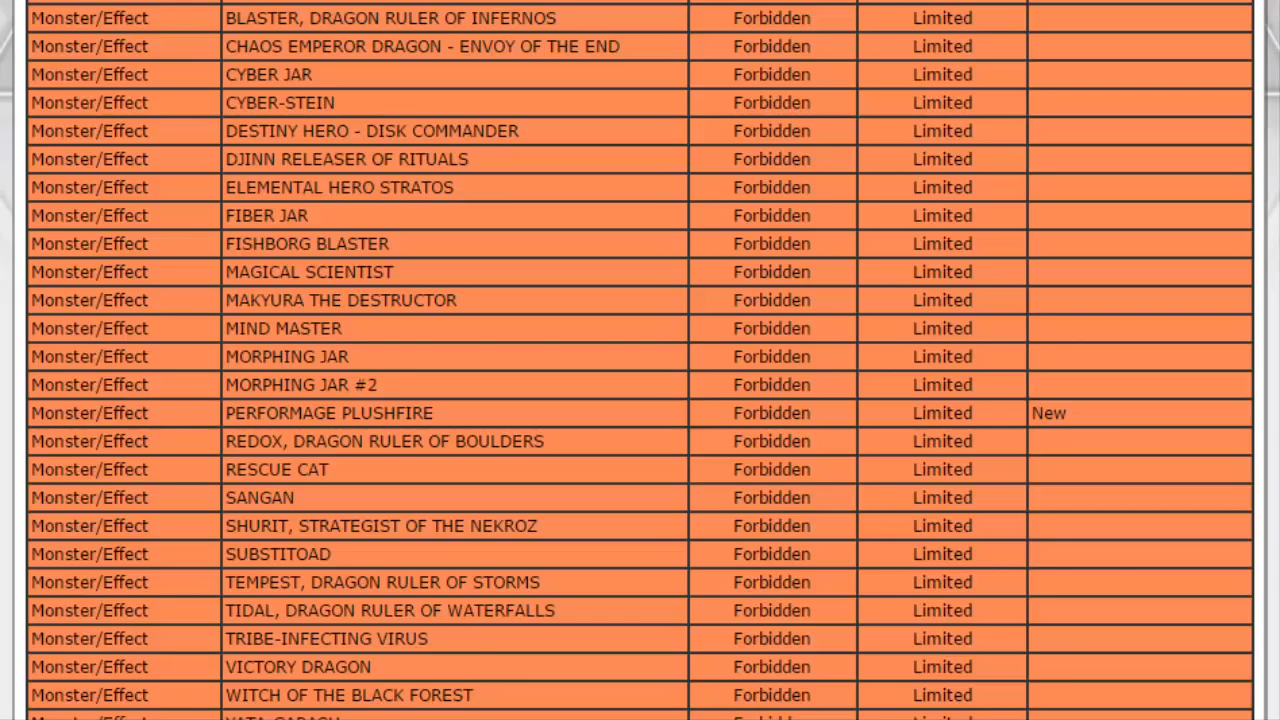 Monster/Effect BLASTER, DRAGON RULER OF INFERNOS Forbidden Limited
Monster/Effect CHAOS EMPEROR DRAGON - ENVOY OF THE END Forbidden Limited
Monster/Effect CYBER JAR Forbidden Limited
Monster/Effect CYBER-STEIN Forbidden Limited
Monster/Effect DESTINY HERO - DISK COMMANDER Forbidden Limited
Monster/Effect DJINN RELEASER OF RITUALS Forbidden Limited
Monster/Effect ELEMENTAL HERO STRATOS Forbidden Limited
Monster/Effect FIBER JAR Forbidden Limited
Monster/Effect FISHBORG BLASTER Forbidden Limited
Monster/Effect MAGICAL SCIENTIST Forbidden Limited
Monster/Effect MAKYURA THE DESTRUCTOR Forbidden Limited
Monster/Effect MIND MASTER Forbidden Limited
Monster/Effect MORPHING JAR Forbidden Limited
Monster/Effect MORPHING JAR #2 Forbidden Limited
Monster/Effect PERFORMAGE PLUSHFIRE Forbidden Limited New
Monster/Effect REDOX, DRAGON RULER OF BOULDERS Forbidden Limited
Monster/Effect RESCUE CAT Forbidden Limited
Monster/Effect SANGAN Forbidden Limited
Monster/Effect SHURIT, STRATEGIST OF THE NEKROZ Forbidden Limited
Monster/Effect SUBSTITOAD Forbidden Limited
Monster/Effect TEMPEST, DRAGON RULER OF STORMS Forbidden Limited
Monster/Effect TIDAL, DRAGON RULER OF WATERFALLS Forbidden Limited
Monster/Effect TRIBE-INFECTING VIRUS Forbidden Limited
Monster/Effect VICTORY DRAGON Forbidden Limited
Monster/Effect WITCH OF THE BLACK FOREST Forbidden Limited